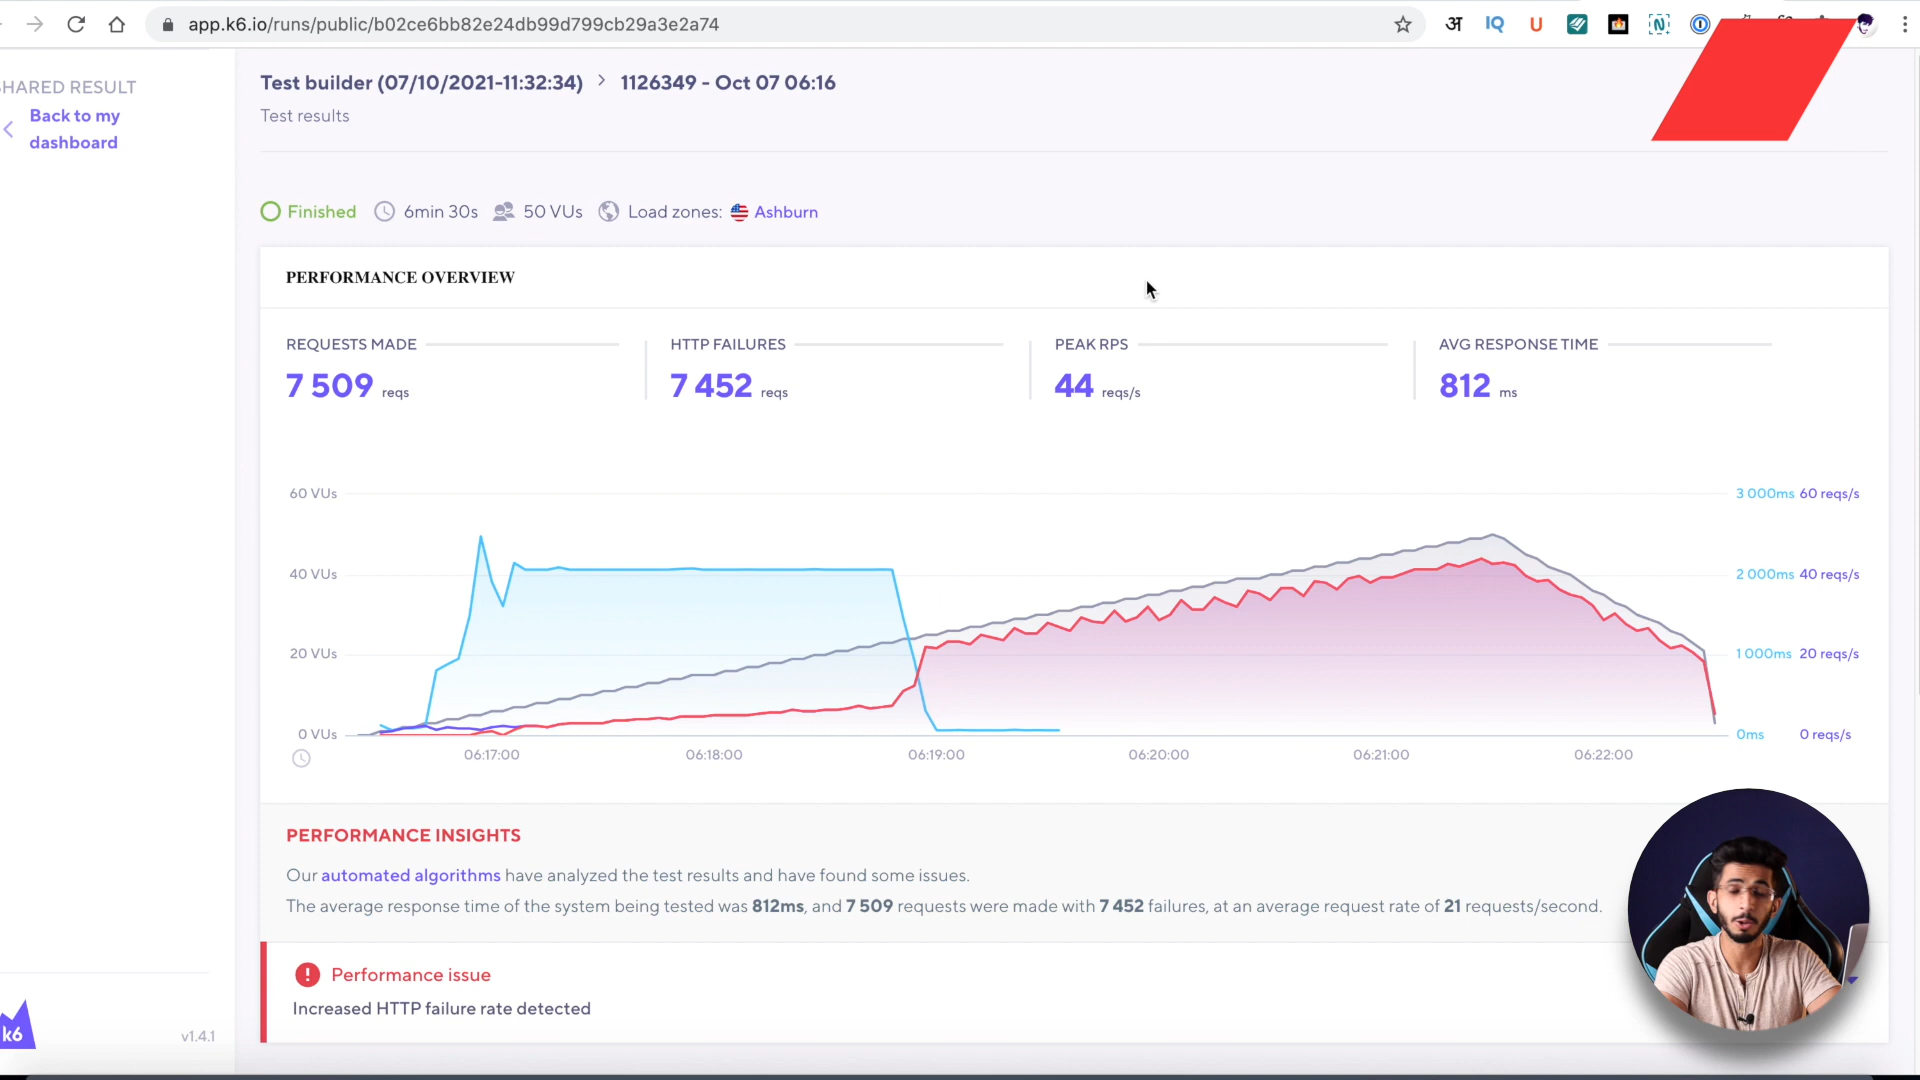 app.k6.io/runs/public/b02ce6bb82e24db99d799cb29a3e2a74
अ IQ U N
SHARED RESULT
Back to my
dashboard
Test builder (07/10/2021-11:32:34) > 1126349 - Oct 07 06:16
Test results
Finished 6min 30s 50 VUs Load zones: Ashburn
PERFORMANCE OVERVIEW
REQUESTS MADE HTTP FAILURES PEAK RPS AVG RESPONSE TIME
7 509 reqs 7 452 reqs 44 reqs/s 812 ms
60 VUs 3 000ms 60 reqs/s
40 VUs 2 000ms 40 reqs/s
20 VUs 1 000ms 20 reqs/s
0 VUs 0ms 0 reqs/s
06:17:00 06:18:00 06:19:00 06:20:00 06:21:00 06:22:00
PERFORMANCE INSIGHTS
Our automated algorithms have analyzed the test results and have found some issues.
The average response time of the system being tested was 812ms, and 7 509 requests were made with 7 452 failures, at an average request rate of 21 requests/second.
! Performance issue
Increased HTTP failure rate detected
k6 v1.4.1